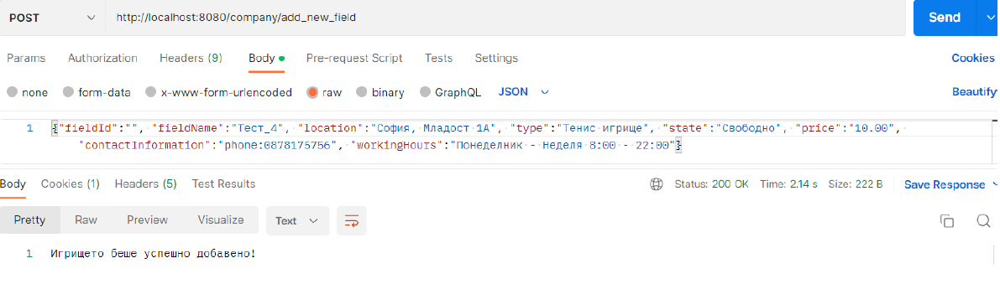 POST http://localhost:8080/company/add_new_field Send
Params Authorization Headers (9) Body Pre-request Script Tests Settings Cookies
none form-data x-www-form-urlencoded raw binary GraphQL JSON Beautify
1 {"fieldId":"", "fieldName":"Тест_4", "location":"София, Младост 1А", "type":"Тенис игрище", "state":"Свободно", "price":"10.00",
"contactInformation":"phone:0878175756", "workingHours":"Понеделник - Неделя 8:00 - 22:00"}
Body Cookies (1) Headers (5) Test Results Status: 200 OK Time: 2.14 s Size: 222 B Save Response
Pretty Raw Preview Visualize Text
1 Игрището беше успешно добавено!